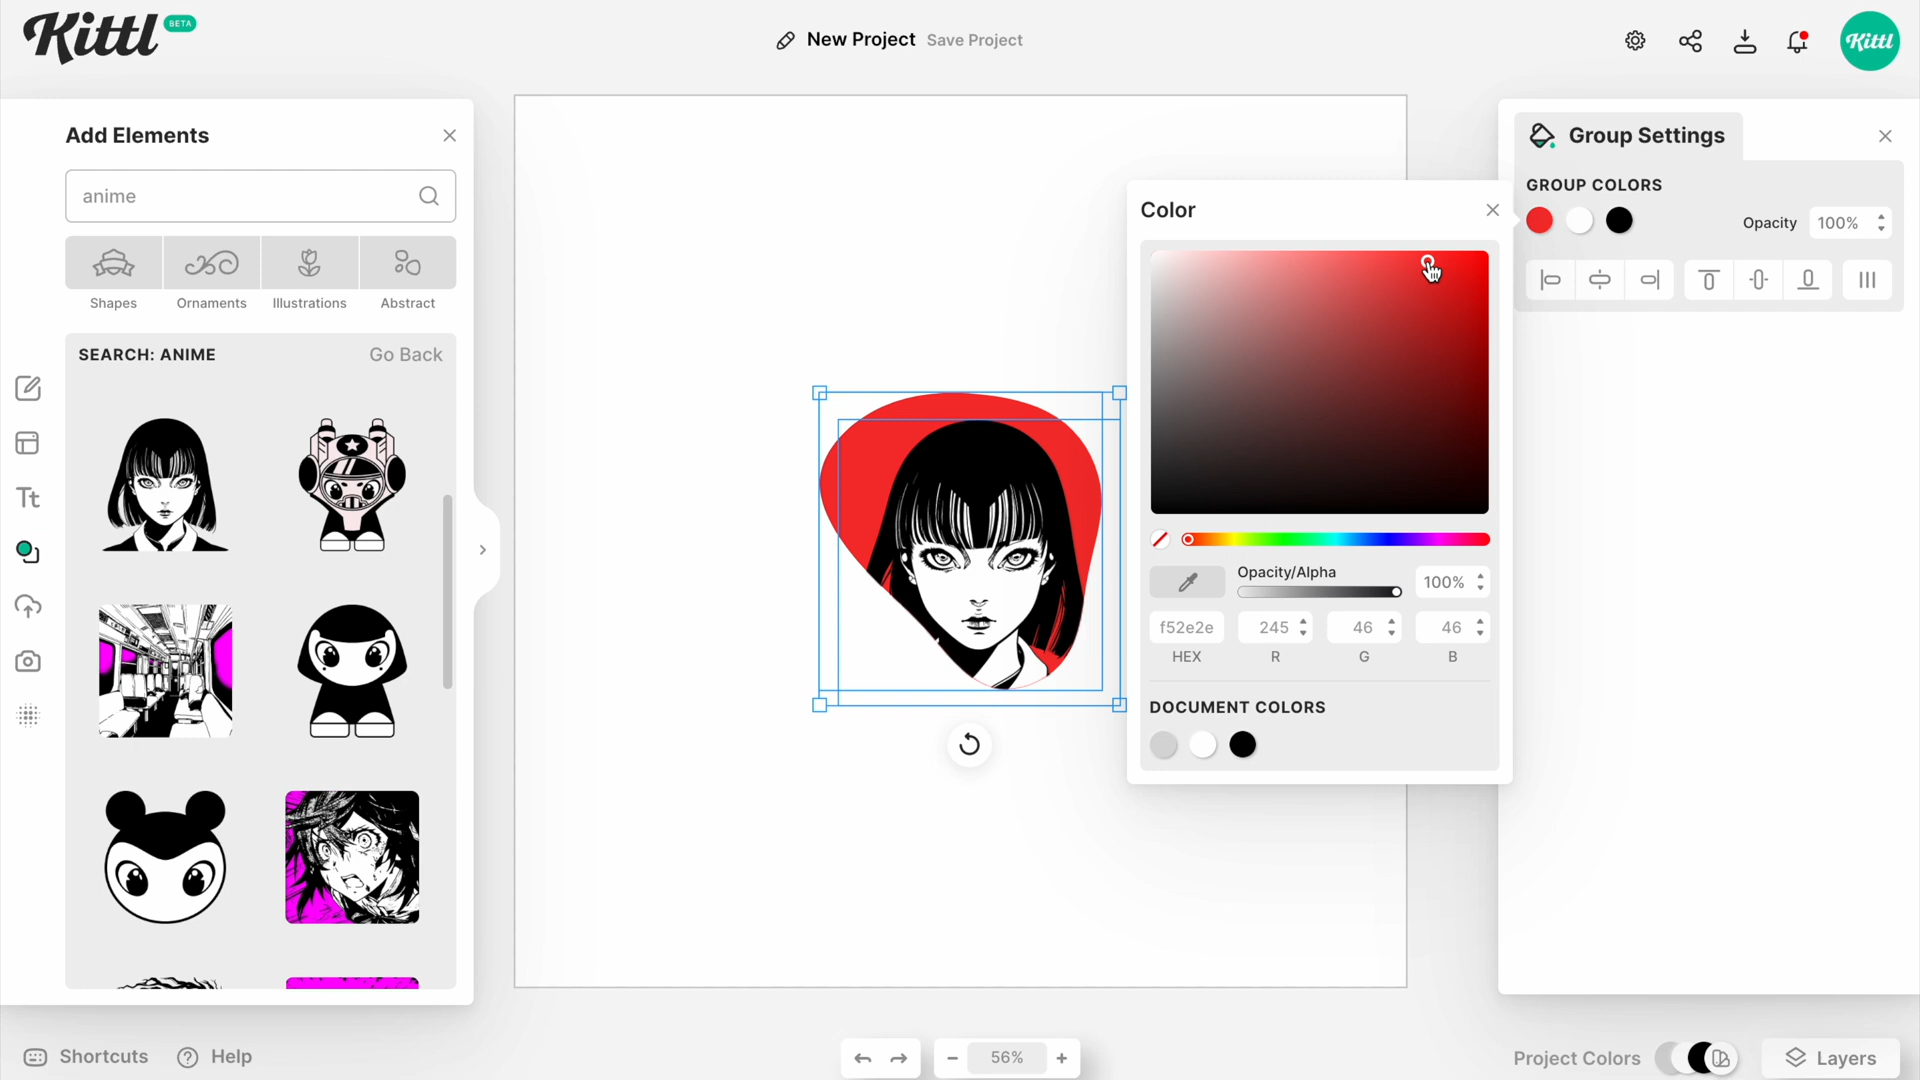 Kittl BETA
New Project Save Project
Kittl
Add Elements
anime
Shapes Ornaments Illustrations Abstract
SEARCH: ANIME Go Back
Tt
Color
Opacity/Alpha
100%
f52e2e 245 46 46
HEX R G B
DOCUMENT COLORS
Group Settings
GROUP COLORS
Opacity 100%
Shortcuts Help
56%
Project Colors
Layers